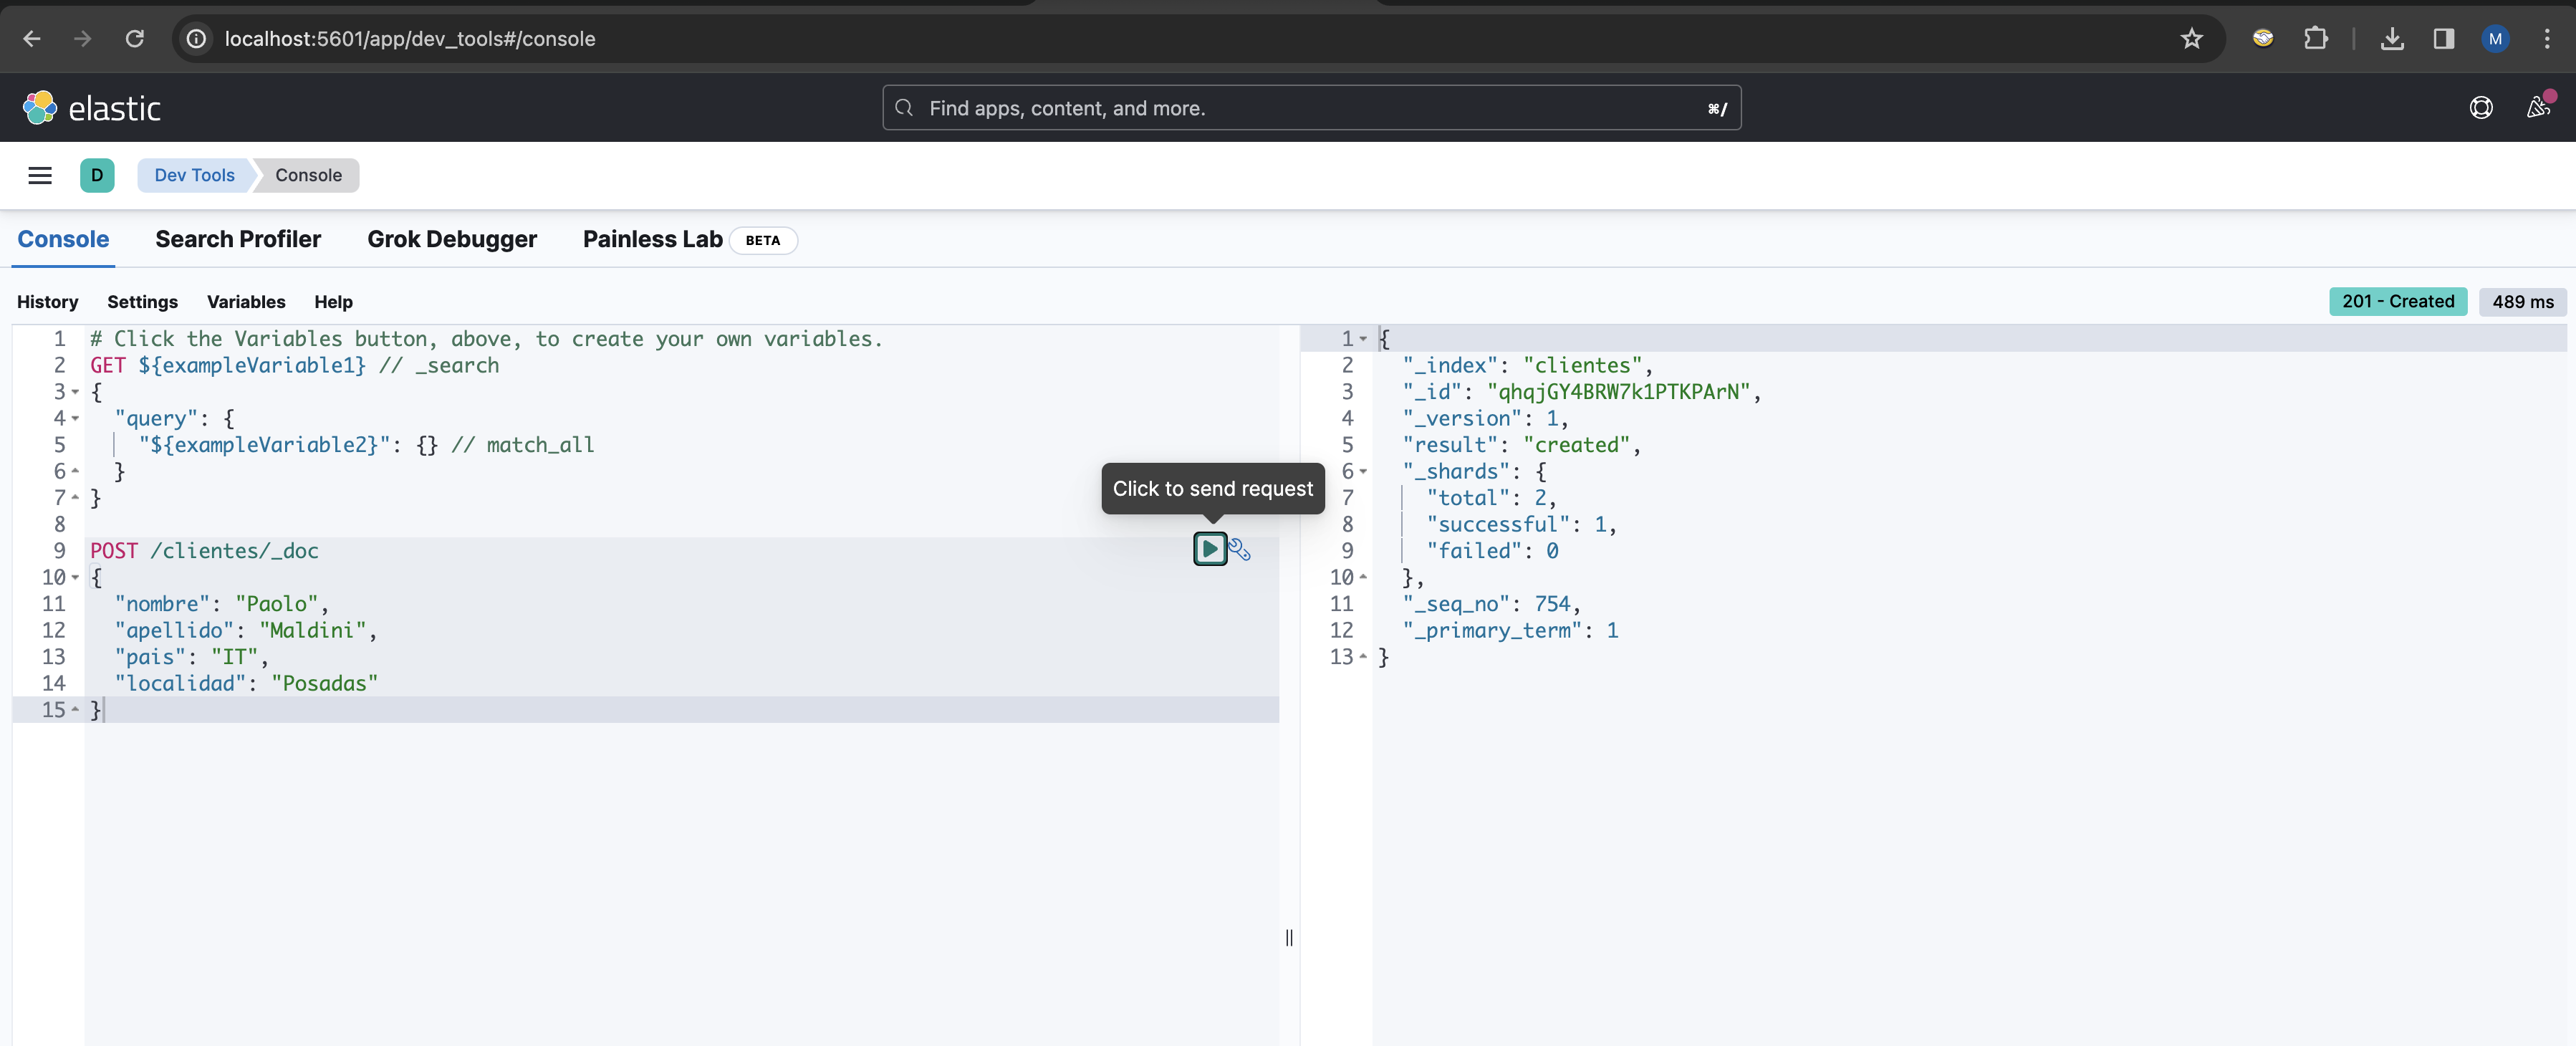 localhost:5601/app/dev_tools#/console
M
elastic
Find apps, content, and more.
⌘/
D
Dev Tools
Console
Console
Search Profiler
Grok Debugger
Painless Lab
BETA
History
Settings
Variables
Help
201 - Created
489 ms
1 # Click the Variables button, above, to create your own variables.
2 GET ${exampleVariable1} // _search
3 {
4 "query": {
5 "${exampleVariable2}": {} // match_all
6 }
7 }
8
9 POST /clientes/_doc
10 {
11 "nombre": "Paolo",
12 "apellido": "Maldini",
13 "pais": "IT",
14 "localidad": "Posadas"
15 }
Click to send request
1 {
2 "_index": "clientes",
3 "_id": "qhqjGY4BRW7k1PTKPArN",
4 "_version": 1,
5 "result": "created",
6 "_shards": {
7 "total": 2,
8 "successful": 1,
9 "failed": 0
10 },
11 "_seq_no": 754,
12 "_primary_term": 1
13 }